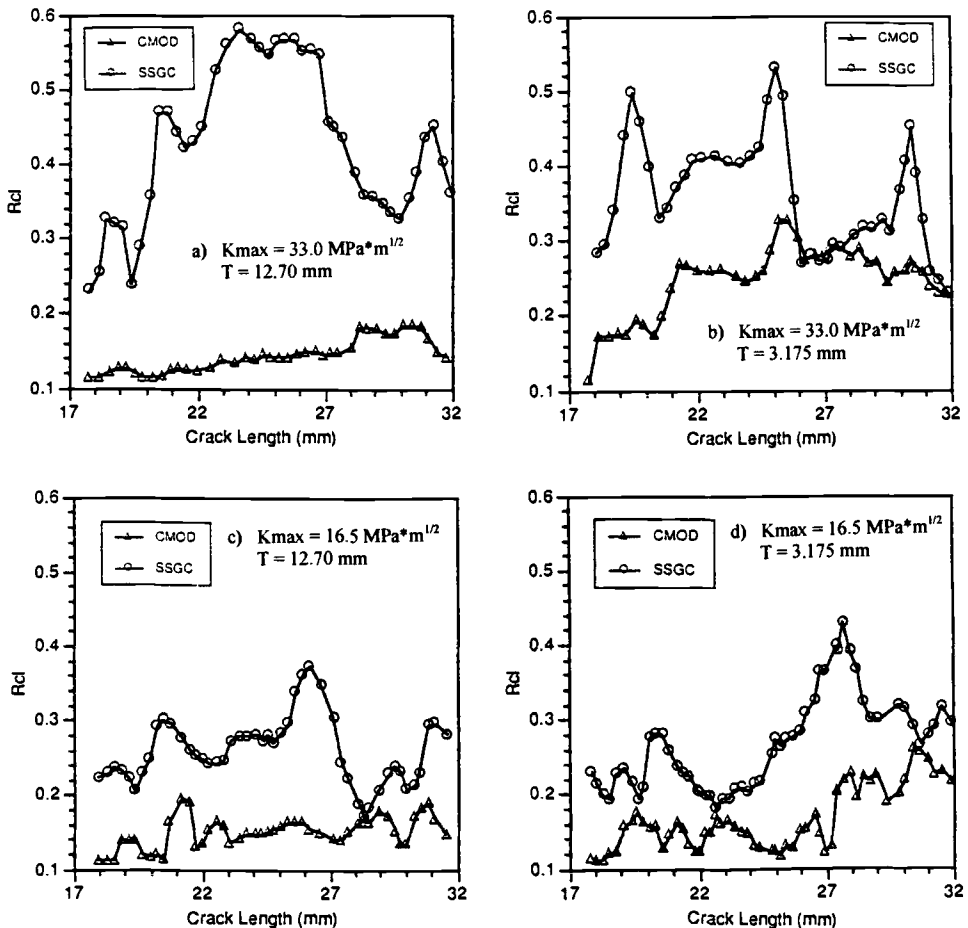 0.6
0.5
0.4
0.3
0.2
0.1
Rcl
CMOD
SSGC
a) Kmax = 33.0 MPa*m1/2
T = 12.70 mm
17 22 27 32
Crack Length (mm)
0.6
0.5
0.4
0.3
0.2
0.1
Rcl
CMOD
SSGC
b) Kmax = 33.0 MPa*m1/2
T = 3.175 mm
17 22 27 32
Crack Length (mm)
0.6
0.5
0.4
0.3
0.2
0.1
Rcl
CMOD
SSGC
c) Kmax = 16.5 MPa*m1/2
T = 12.70 mm
17 22 27 32
Crack Length (mm)
0.6
0.5
0.4
0.3
0.2
0.1
Rcl
CMOD
SSGC
d) Kmax = 16.5 MPa*m1/2
T = 3.175 mm
17 22 27 32
Crack Length (mm)